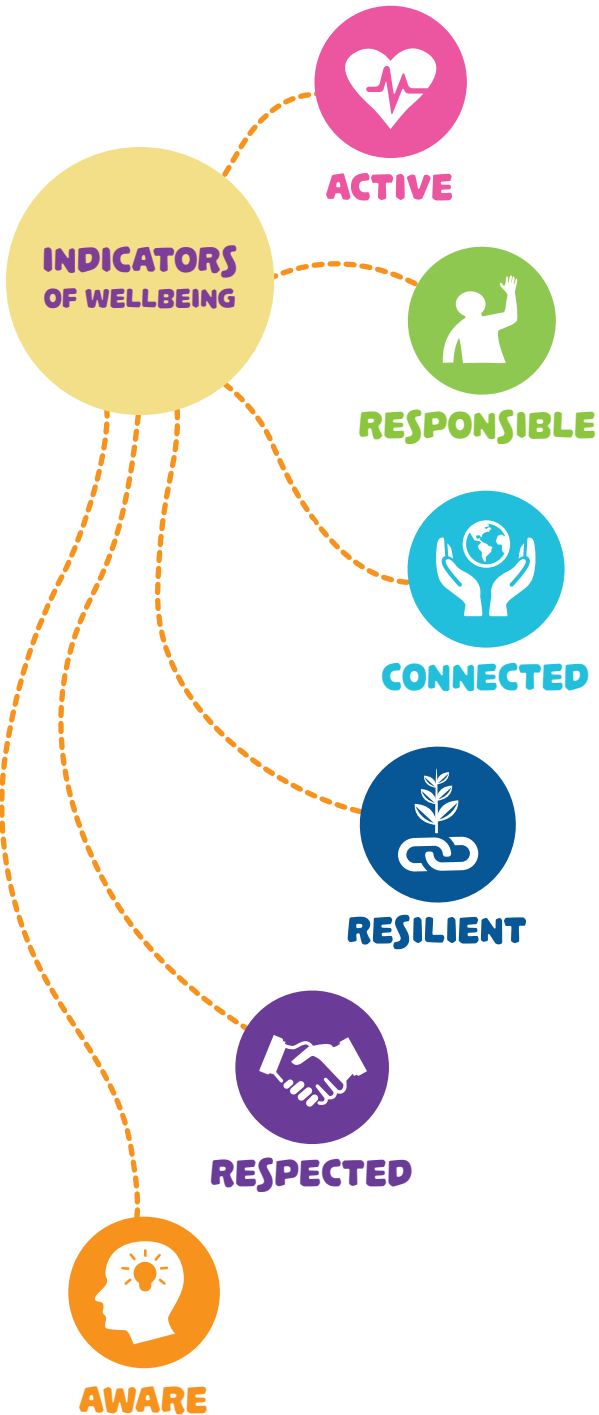 INDICATORS
OF WELLBEING
ACTIVE
RESPONSIBLE
CONNECTED
RESILIENT
RESPECTED
AWARE